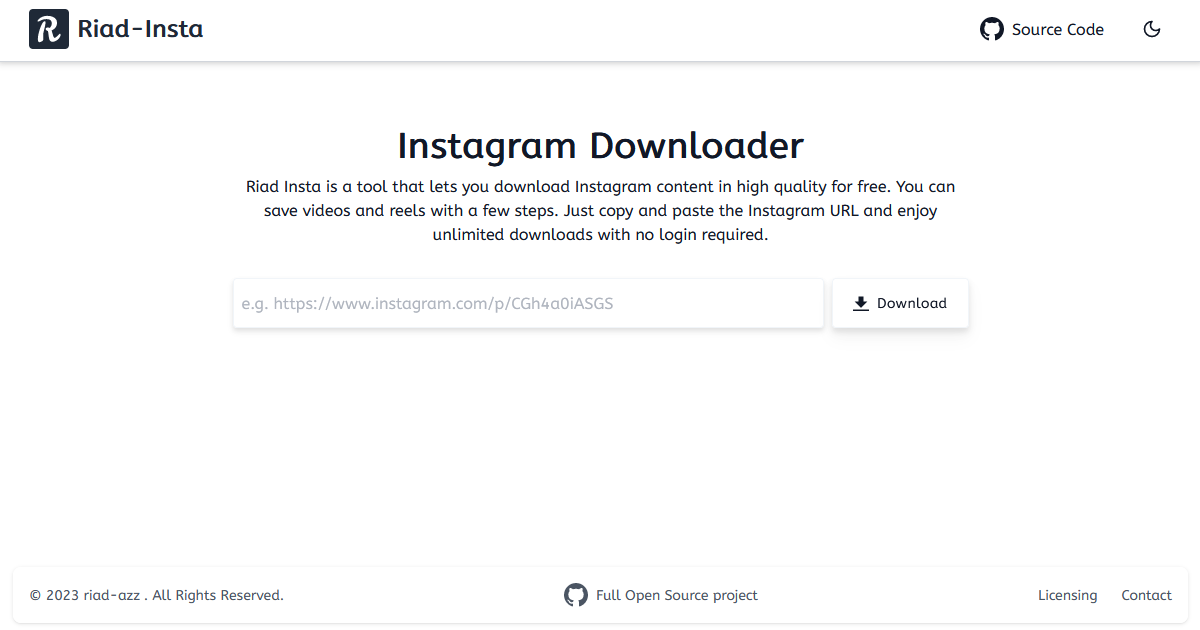 R Riad-Insta
Source Code
Instagram Downloader
Riad Insta is a tool that lets you download Instagram content in high quality for free. You can
save videos and reels with a few steps. Just copy and paste the Instagram URL and enjoy
unlimited downloads with no login required.
e.g. https://www.instagram.com/p/CGh4a0iASGS
Download
© 2023 riad-azz . All Rights Reserved.
Full Open Source project
Licensing
Contact